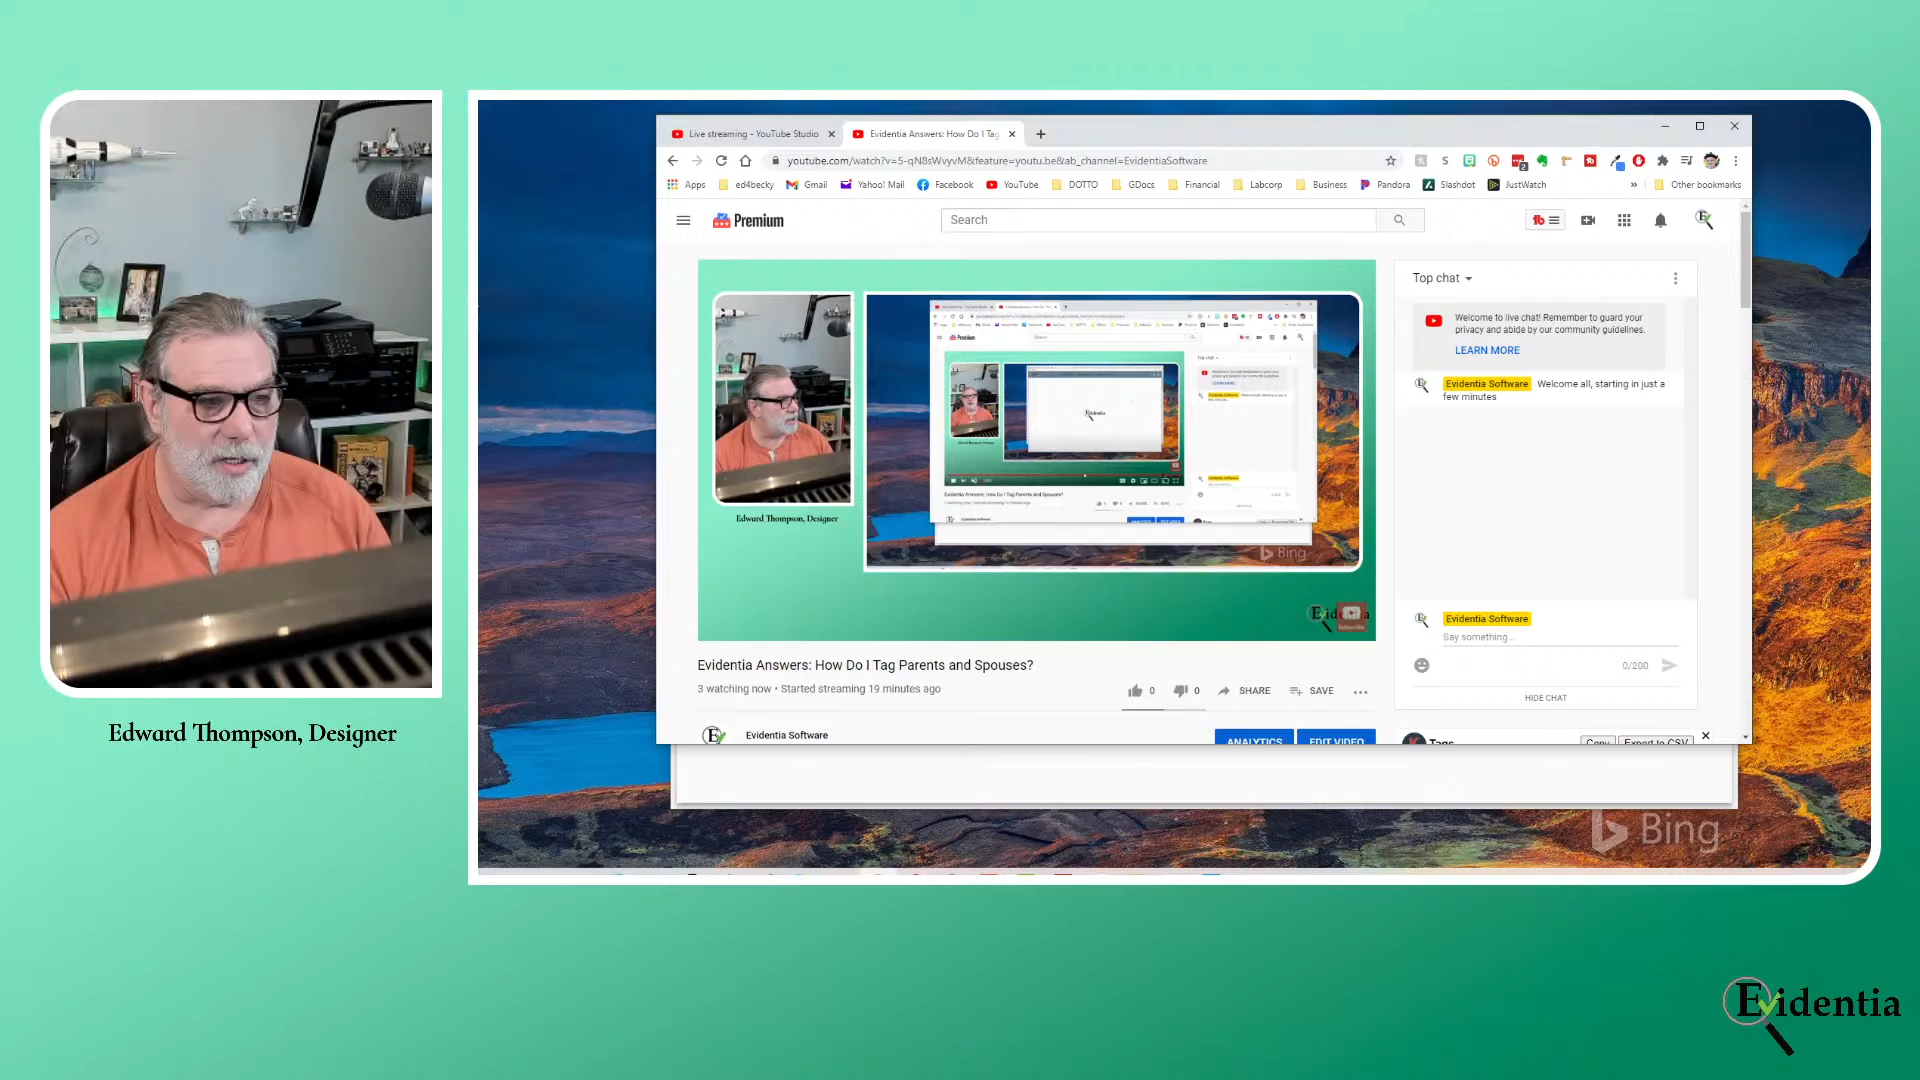 Live streaming - YouTube Studio
Evidentia Answers: How Do I Tag
youtube.com/watch?v=5-qN8sWvyvM&feature=youtu.be&ab_channel=EvidentiaSoftware
Apps ed4becky Gmail Yahoo! Mail Facebook YouTube DOTTO GDocs Financial Labcorp Business Pandora Slashdot JustWatch » Other bookmarks
Premium
Search
Top chat
Welcome to live chat! Remember to guard your
privacy and abide by our community guidelines.
LEARN MORE
Evidentia Software Welcome all, starting in just a
few minutes
Edward Thompson, Designer
Bing
Evidentia Software
Say something...
0/200
HIDE CHAT
Evidentia Answers: How Do I Tag Parents and Spouses?
3 watching now • Started streaming 19 minutes ago
0 0 SHARE SAVE
Evidentia Software
ANALYTICS EDIT VIDEO
Tags Copy Export to CSV
Edward Thompson, Designer
Bing
Evidentia